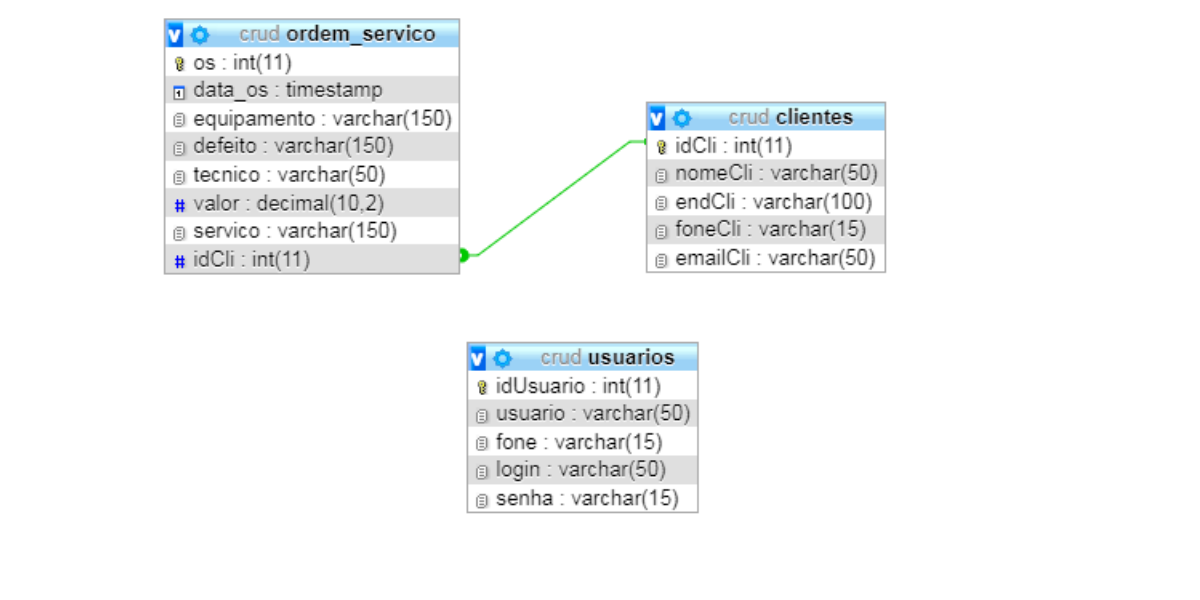 crud ordem_servico
os : int(11)
data_os : timestamp
equipamento : varchar(150)
defeito : varchar(150)
tecnico : varchar(50)
# valor : decimal(10,2)
servico : varchar(150)
# idCli : int(11)
crud clientes
idCli : int(11)
nomeCli : varchar(50)
endCli : varchar(100)
foneCli : varchar(15)
emailCli : varchar(50)
crud usuarios
idUsuario : int(11)
usuario : varchar(50)
fone : varchar(15)
login : varchar(50)
senha : varchar(15)